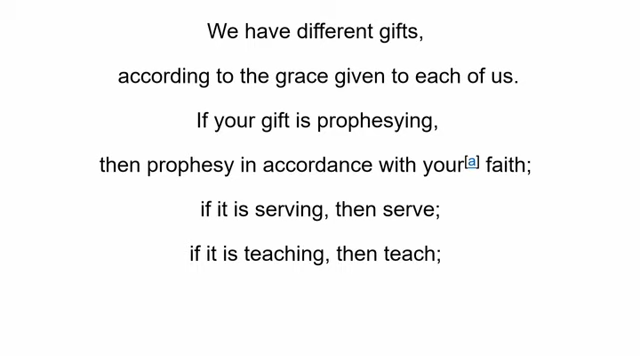 We have different gifts,
according to the grace given to each of us.
If your gift is prophesying,
then prophesy in accordance with your[a] faith;
if it is serving, then serve;
if it is teaching, then teach;